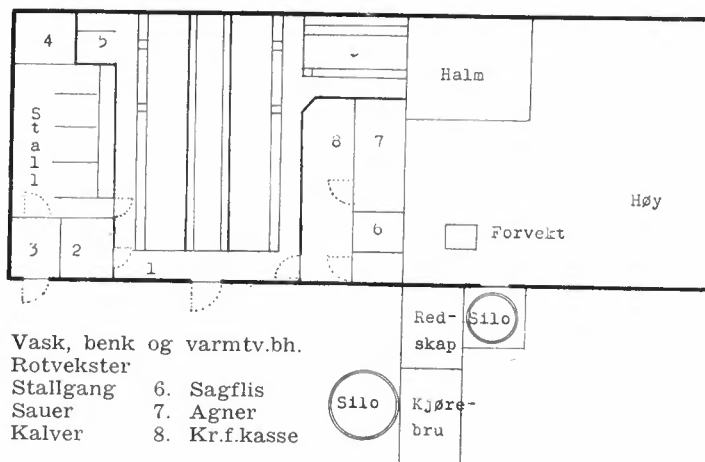 4 5
Stall
8 7
6
3 2
1
Halm
Høy
Forvekt
Red-
skap
Silo
Silo
Kjøre-
bru
Vask, benk og varmtv.bh.
Rotvekster
Stallgang 6. Sagflis
Sauer 7. Agner
Kalver 8. Kr.f.kasse